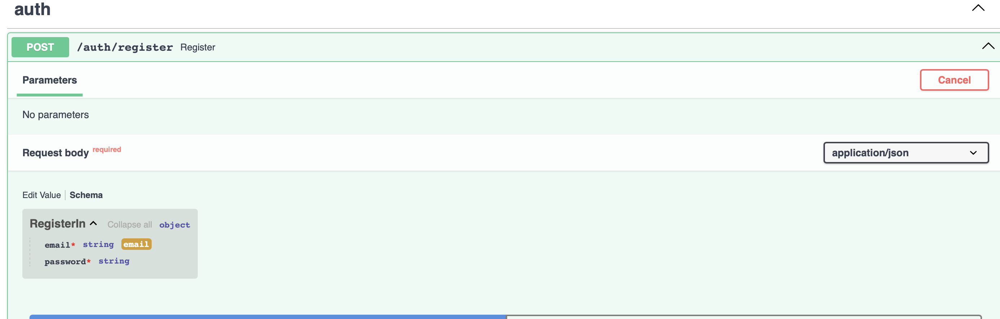 auth
POST /auth/register Register
Parameters
Cancel
No parameters
Request body required
application/json
Edit Value | Schema
RegisterIn Collapse all object
email* string email
password* string